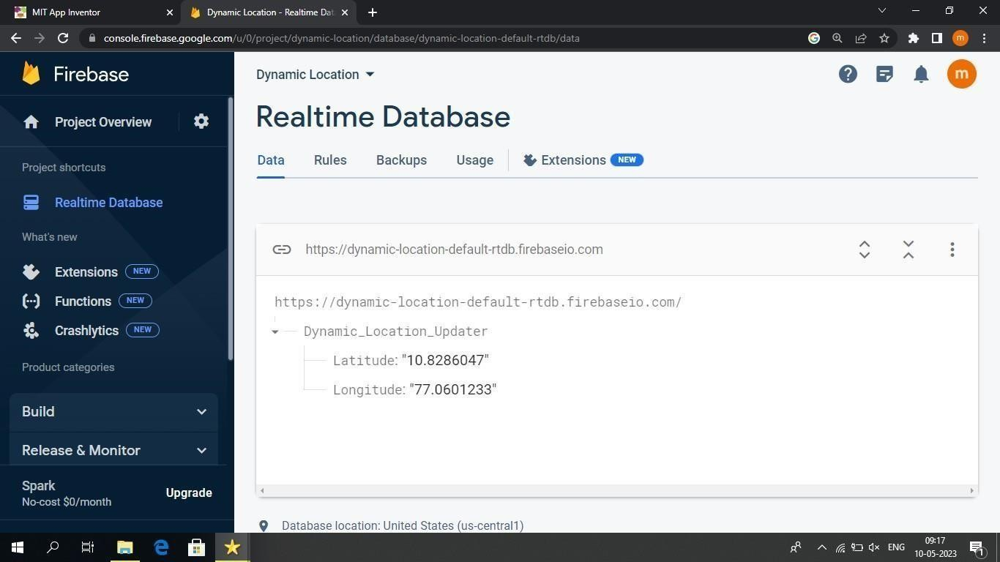 MIT App Inventor
Dynamic Location - Realtime Dat
console.firebase.google.com/u/0/project/dynamic-location/database/dynamic-location-default-rtdb/data
G
m
Firebase
Dynamic Location
m
Project Overview
Realtime Database
Data Rules Backups Usage Extensions NEW
Project shortcuts
Realtime Database
What's new
Extensions NEW
Functions NEW
Crashlytics NEW
Product categories
Build
Release & Monitor
Spark
No-cost $0/month
Upgrade
https://dynamic-location-default-rtdb.firebaseio.com
https://dynamic-location-default-rtdb.firebaseio.com/
Dynamic_Location_Updater
Latitude: "10.8286047"
Longitude: "77.0601233"
Database location: United States (us-central1)
ENG
09:17
10-05-2023
1